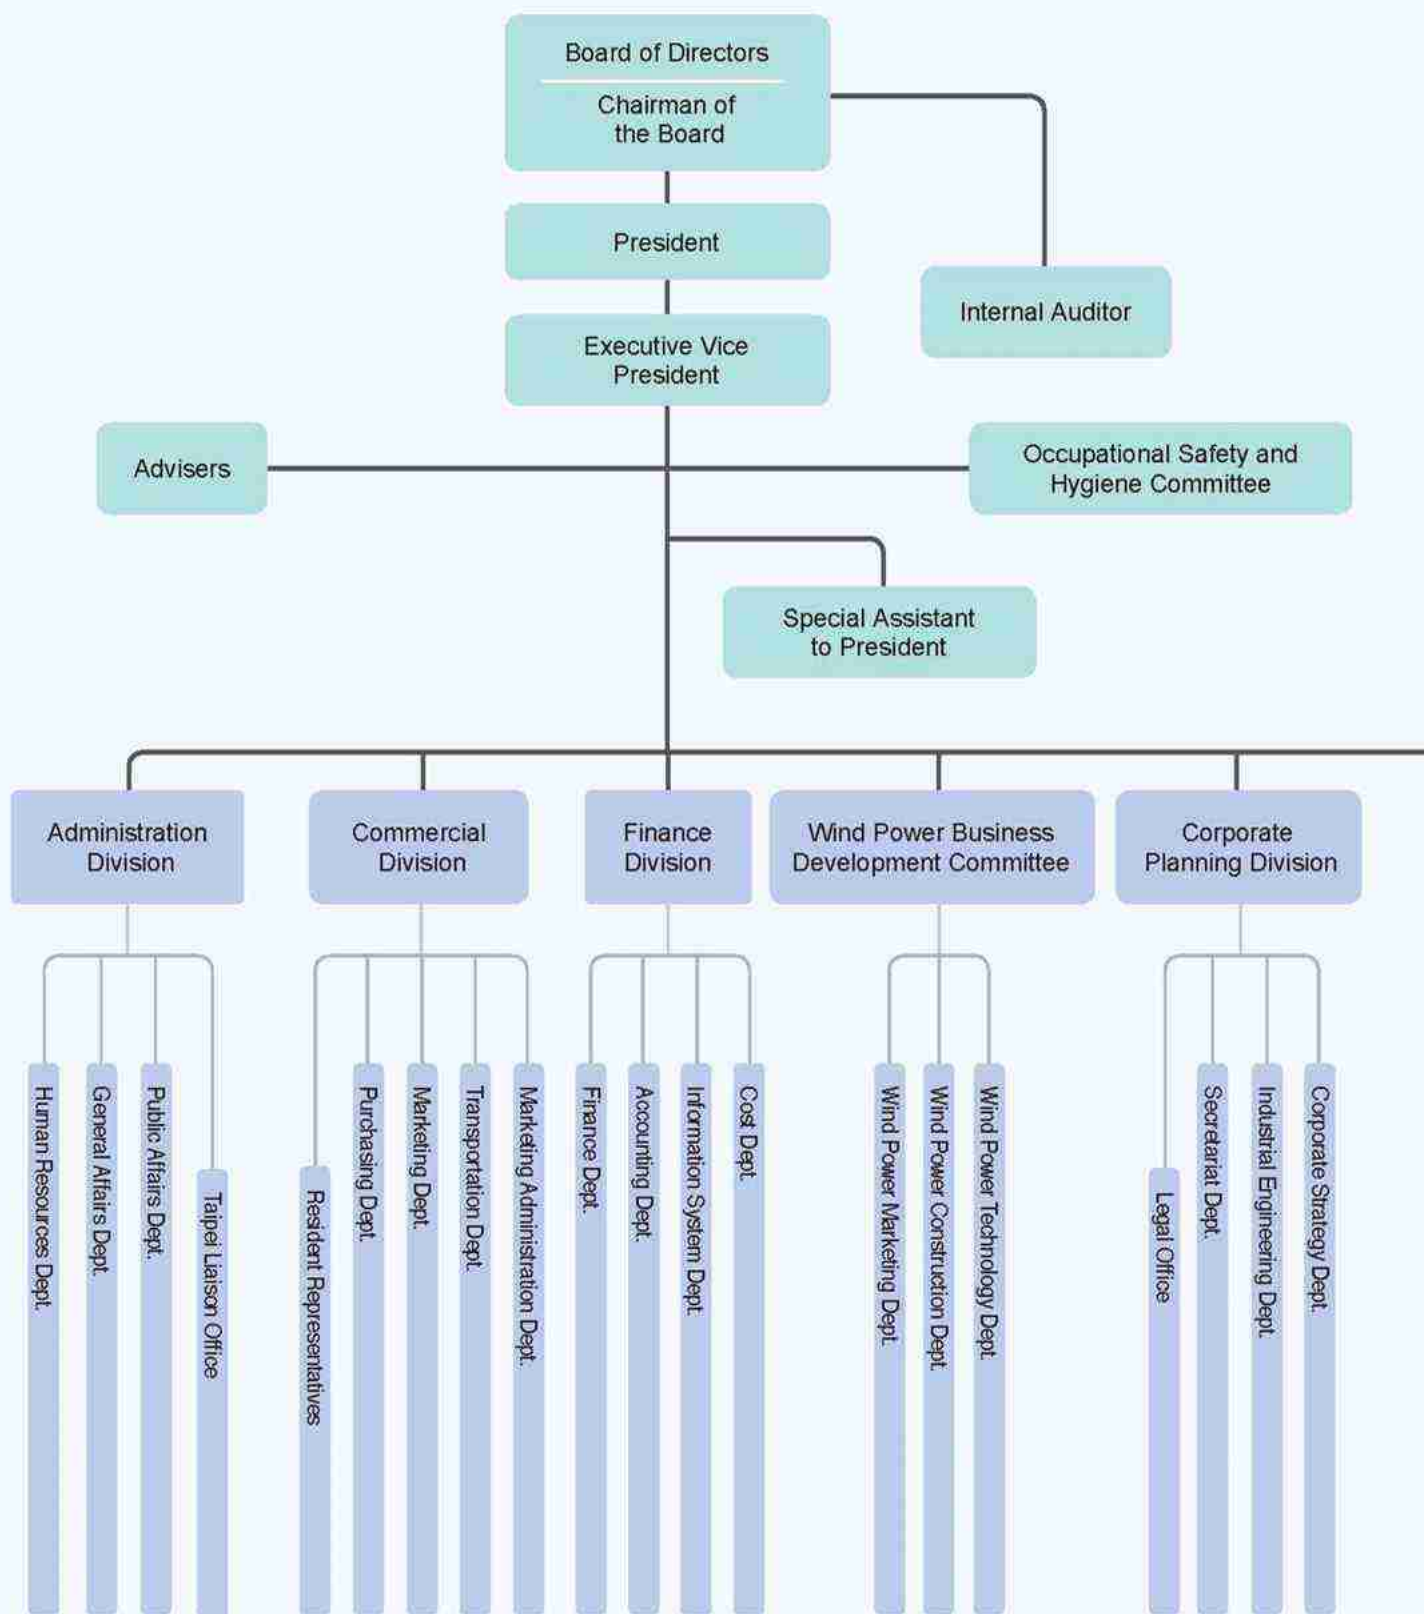 Board of Directors
Chairman of
the Board
President
Internal Auditor
Executive Vice
President
Advisers
Occupational Safety and
Hygiene Committee
Special Assistant
to President
Administration
Division
Commercial
Division
Finance
Division
Wind Power Business
Development Committee
Corporate
Planning Division
Human Resources Dept.
General Affairs Dept.
Public Affairs Dept.
Taipei Liaison Office
Resident Representatives
Purchasing Dept.
Marketing Dept.
Transportation Dept.
Marketing Administration Dept.
Finance Dept.
Accounting Dept.
Information System Dept.
Cost Dept.
Wind Power Marketing Dept.
Wind Power Construction Dept.
Wind Power Technology Dept.
Legal Office
Secretariat Dept.
Industrial Engineering Dept.
Corporate Strategy Dept.